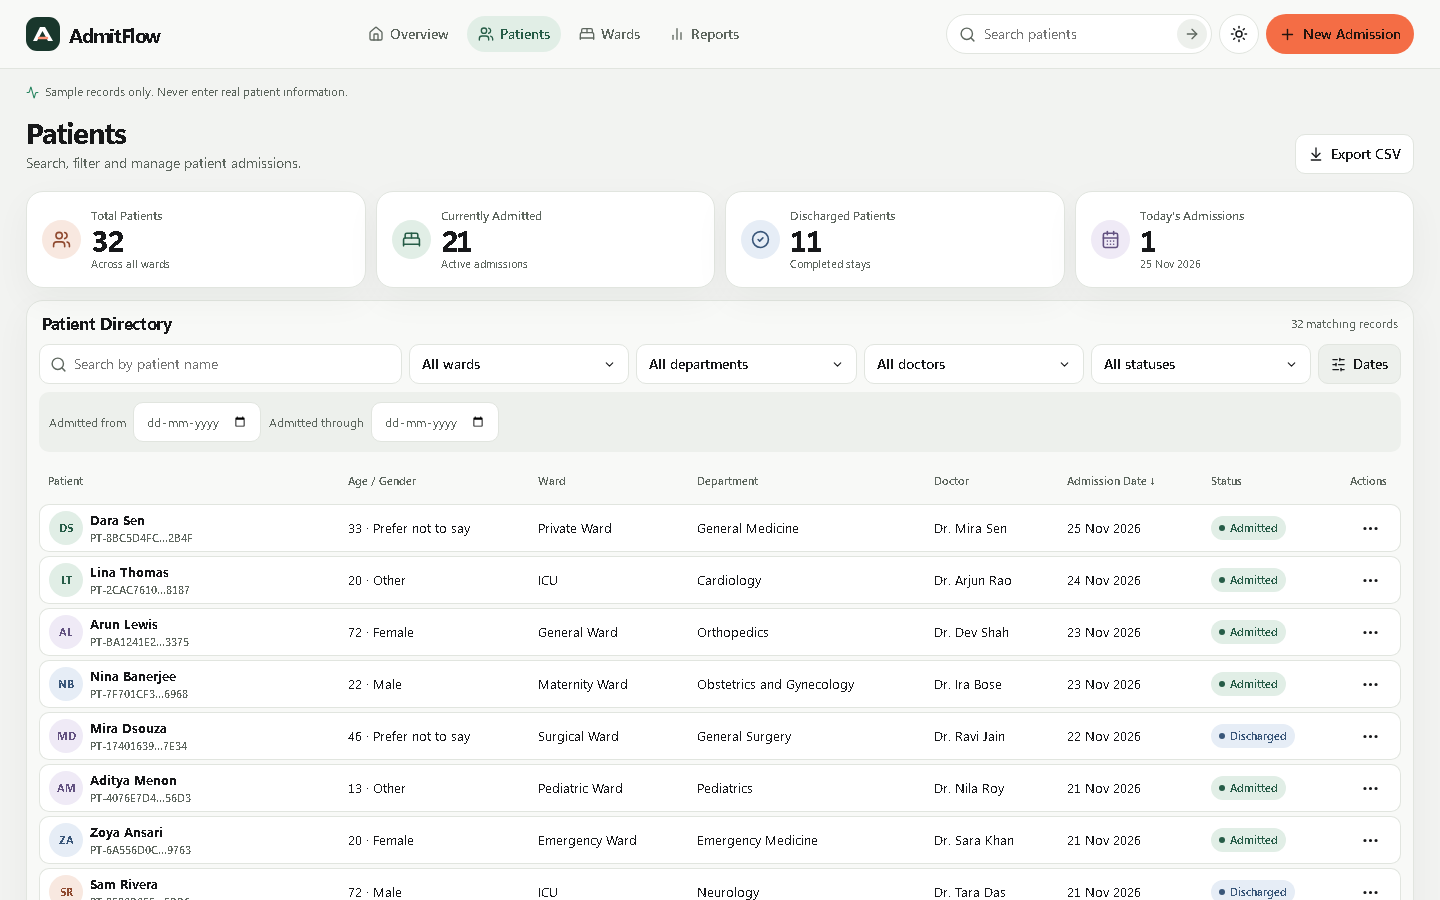 AdmitFlow
Overview
Patients
Wards
Reports
Search patients
New Admission
Sample records only. Never enter real patient information.
Patients
Search, filter and manage patient admissions.
Export CSV
Total Patients
32
Across all wards
Currently Admitted
21
Active admissions
Discharged Patients
11
Completed stays
Today's Admissions
1
25 Nov 2026
Patient Directory
32 matching records
Search by patient name
All wards
All departments
All doctors
All statuses
Dates
Admitted from
dd-mm-yyyy
Admitted through
dd-mm-yyyy
Patient
Age / Gender
Ward
Department
Doctor
Admission Date ↓
Status
Actions
DS
Dara Sen
PT-8BC5D4FC...2B4F
33 · Prefer not to say
Private Ward
General Medicine
Dr. Mira Sen
25 Nov 2026
Admitted
LT
Lina Thomas
PT-2CAC7610...8187
20 · Other
ICU
Cardiology
Dr. Arjun Rao
24 Nov 2026
Admitted
AL
Arun Lewis
PT-BA1241E2...3375
72 · Female
General Ward
Orthopedics
Dr. Dev Shah
23 Nov 2026
Admitted
NB
Nina Banerjee
PT-7F701CF3...6968
22 · Male
Maternity Ward
Obstetrics and Gynecology
Dr. Ira Bose
23 Nov 2026
Admitted
MD
Mira Dsouza
PT-17401639...7E34
46 · Prefer not to say
Surgical Ward
General Surgery
Dr. Ravi Jain
22 Nov 2026
Discharged
AM
Aditya Menon
PT-4076E7D4...56D3
13 · Other
Pediatric Ward
Pediatrics
Dr. Nila Roy
21 Nov 2026
Admitted
ZA
Zoya Ansari
PT-6A556D0C...9763
20 · Female
Emergency Ward
Emergency Medicine
Dr. Sara Khan
21 Nov 2026
Admitted
SR
Sam Rivera
72 · Male
ICU
Neurology
Dr. Tara Das
21 Nov 2026
Discharged